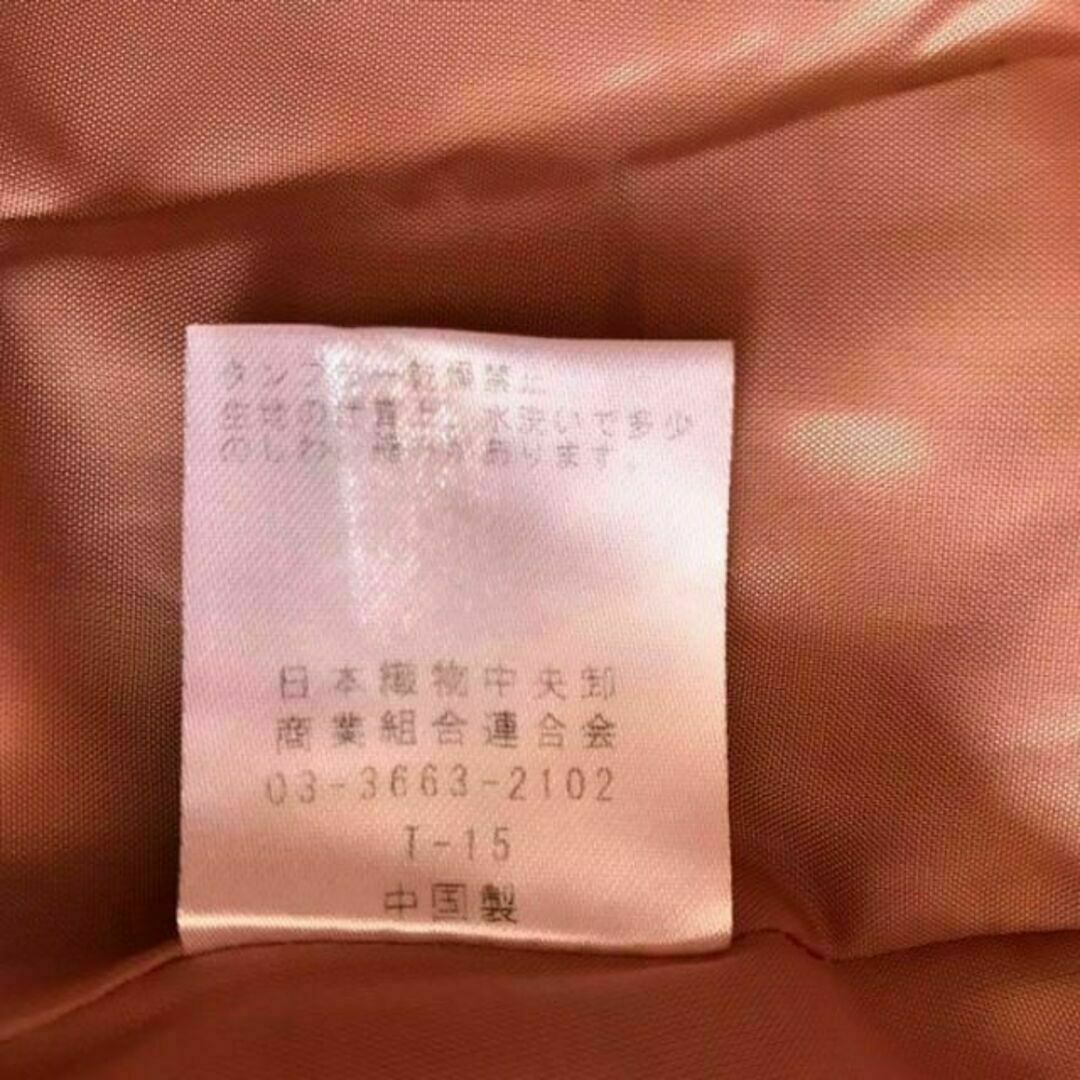 タンブラー乾燥禁止
生地の性質上、水洗いで多少
のしわ、縮みがあります。
日本織物中央卸
商業組合連合会
03-3663-2102
T-15
中国製